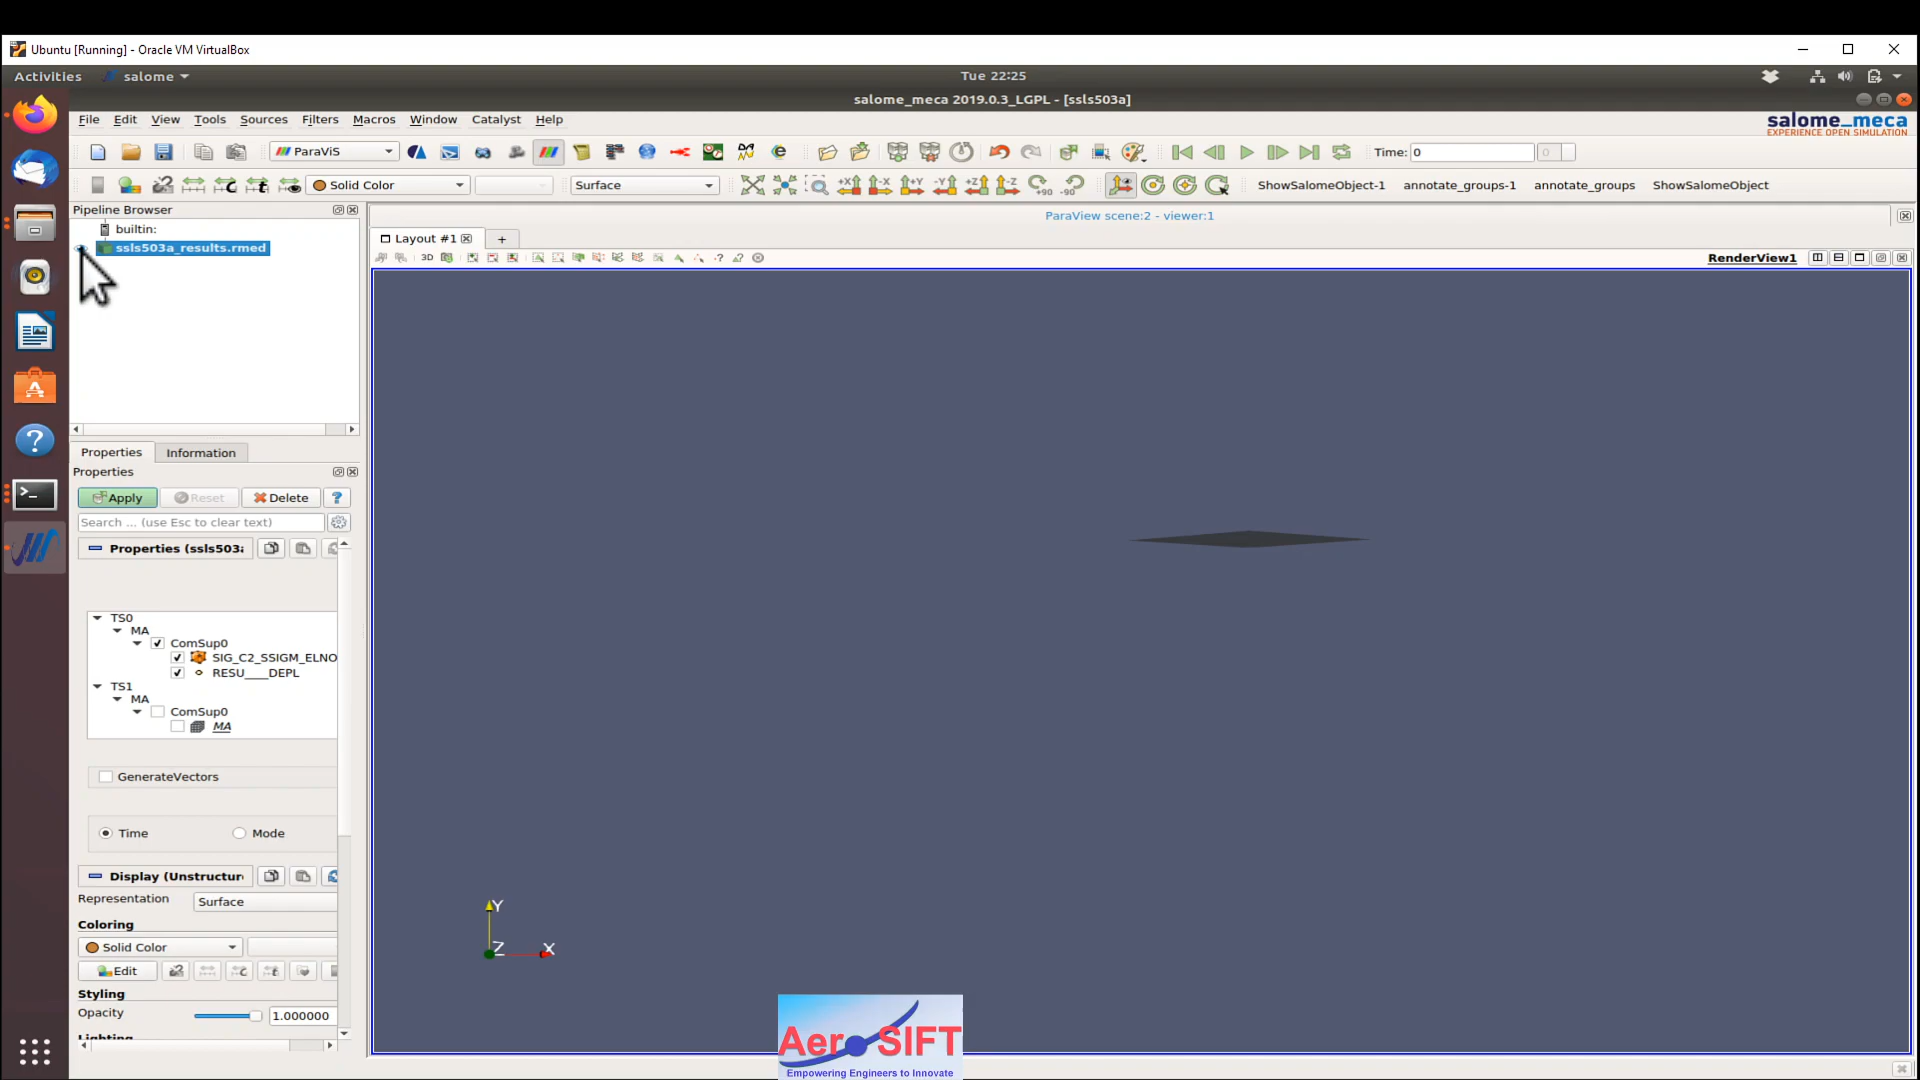 Ubuntu [Running] - Oracle VM VirtualBox
Activities salome Tue 22:25
salome_meca 2019.0.3_LGPL - [ssls503a]
File Edit View Tools Sources Filters Macros Window Catalyst Help
salome_meca
EXPERIENCE OPEN SIMULATION
ParaViS Time: 0 0
Solid Color Surface +X -X +Y -Y +Z -Z +90 -90 ShowSalomeObject-1 annotate_groups-1 annotate_groups ShowSalomeObject
Pipeline Browser
ParaView scene:2 - viewer:1
builtin:
Layout #1
ssls503a_results.rmed
3D RenderView1
Properties Information
Properties
Apply Reset Delete ?
Search ... (use Esc to clear text)
Properties (ssls503a
TS0
MA
ComSup0
SIG_C2_SSIGM_ELNO
RESU____DEPL
TS1
MA
ComSup0
MA
GenerateVectors
Time Mode
Display (Unstructur
Representation Surface
Coloring
Solid Color
Edit
Styling
Opacity 1.000000
Lighting
Y
Z X
AeroSIFT
Empowering Engineers to Innovate